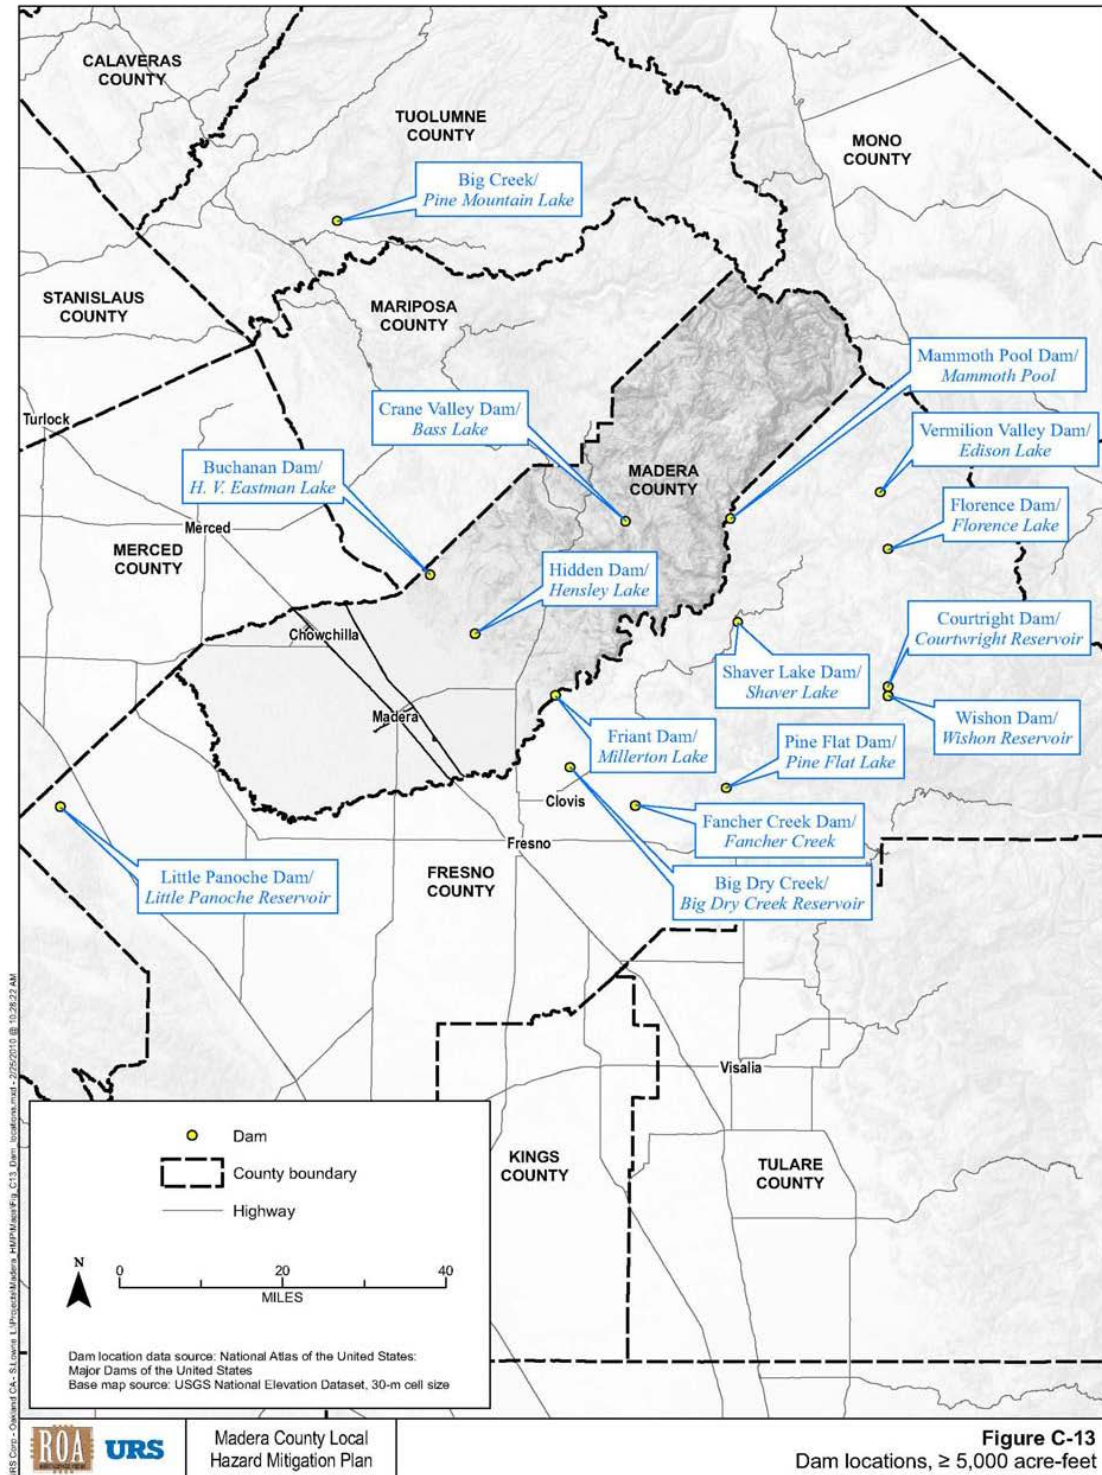 CALAVERAS
COUNTY
TUOLUMNE
COUNTY
MONO
COUNTY
Big Creek/
Pine Mountain Lake
STANISLAUS
COUNTY
MARIPOSA
COUNTY
Mammoth Pool Dam/
Mammoth Pool
Crane Valley Dam/
Bass Lake
Turlock
Vermilion Valley Dam/
Edison Lake
Buchanan Dam/
H. V. Eastman Lake
MADERA
COUNTY
Florence Dam/
Florence Lake
Merced
MERCED
COUNTY
Hidden Dam/
Hensley Lake
Courtright Dam/
Courtwright Reservoir
Chowchilla
Shaver Lake Dam/
Shaver Lake
Madera
Wishon Dam/
Wishon Reservoir
Friant Dam/
Millerton Lake
Pine Flat Dam/
Pine Flat Lake
Clovis
Fancher Creek Dam/
Fancher Creek
Fresno
FRESNO
COUNTY
Little Panoche Dam/
Little Panoche Reservoir
Big Dry Creek/
Big Dry Creek Reservoir
Visalia
KINGS
COUNTY
TULARE
COUNTY
Dam
County boundary
Highway
N
0 20 40
MILES
Dam location data source: National Atlas of the United States:
Major Dams of the United States
Base map source: USGS National Elevation Dataset, 30-m cell size
ROA
URS
Madera County Local
Hazard Mitigation Plan
Figure C-13
Dam locations, ≥ 5,000 acre-feet